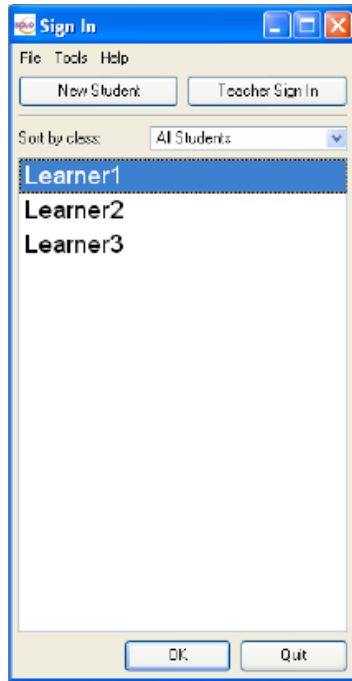 Sign In
File Tools Help
New Student Teacher Sign In
Sort by class: All Students
Learner1
Learner2
Learner3
OK Quit